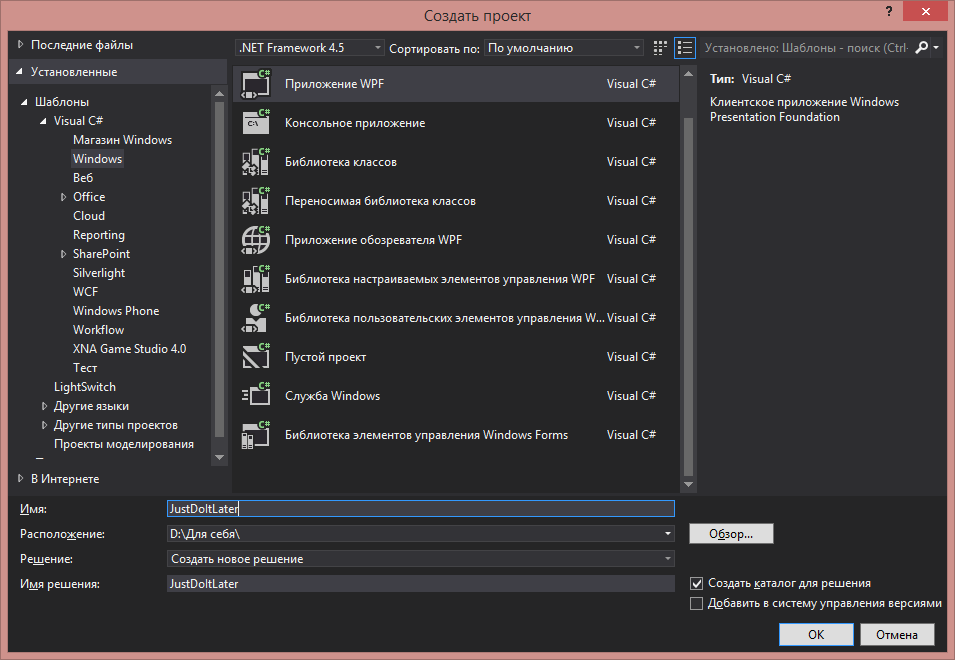 Создать проект
?
Последние файлы
.NET Framework 4.5
Сортировать по:
По умолчанию
Установлено: Шаблоны - поиск (Ctrl-
Установленные
Шаблоны
Visual C#
Магазин Windows
Windows
Веб
Office
Cloud
Reporting
SharePoint
Silverlight
WCF
Windows Phone
Workflow
XNA Game Studio 4.0
Тест
LightSwitch
Другие языки
Другие типы проектов
Проекты моделирования
В Интернете
Приложение WPF Visual C#
Консольное приложение Visual C#
Библиотека классов Visual C#
Переносимая библиотека классов Visual C#
Приложение обозревателя WPF Visual C#
Библиотека настраиваемых элементов управления WPF Visual C#
Библиотека пользовательских элементов управления W... Visual C#
Пустой проект Visual C#
Служба Windows Visual C#
Библиотека элементов управления Windows Forms Visual C#
Тип: Visual C#
Клиентское приложение Windows
Presentation Foundation
Имя: JustDoItLater
Расположение: D:\Для себя\
Обзор...
Решение: Создать новое решение
Имя решения: JustDoItLater
Создать каталог для решения
Добавить в систему управления версиями
OK
Отмена